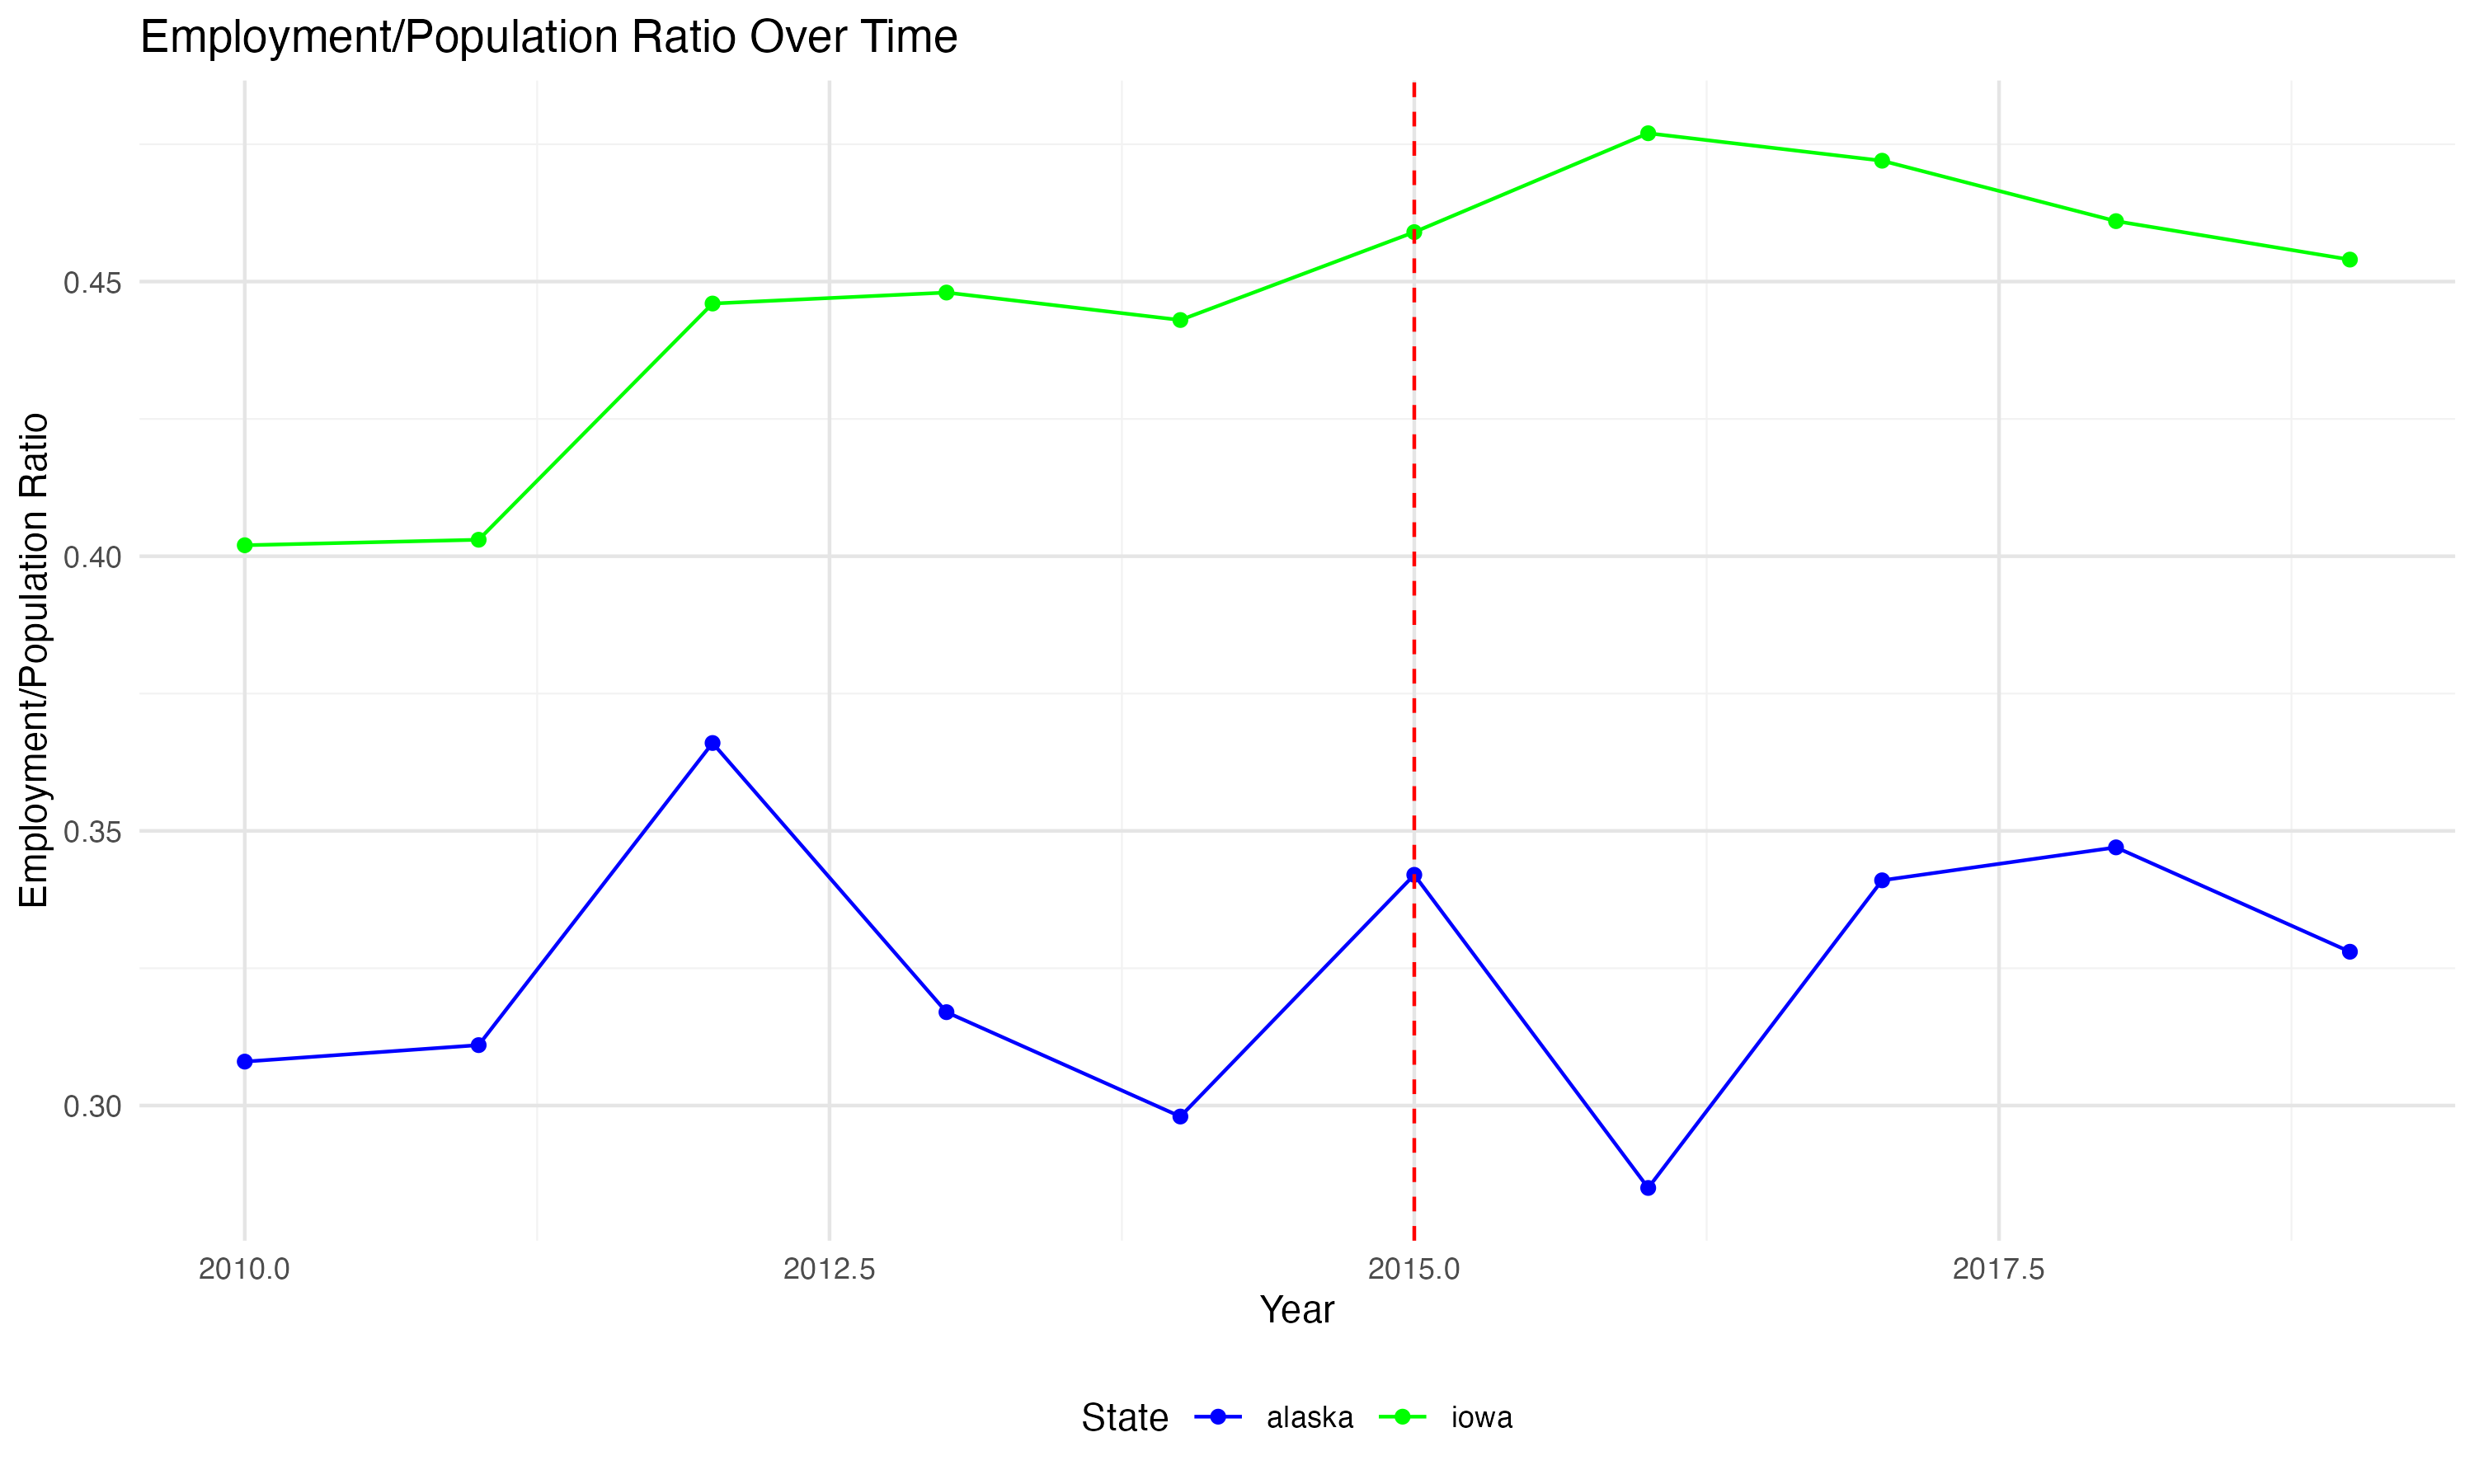 Employment/Population Ratio Over Time
Employment/Population Ratio
0.45
0.40
0.35
0.30
2010.0 2012.5 2015.0 2017.5
Year
State alaska iowa